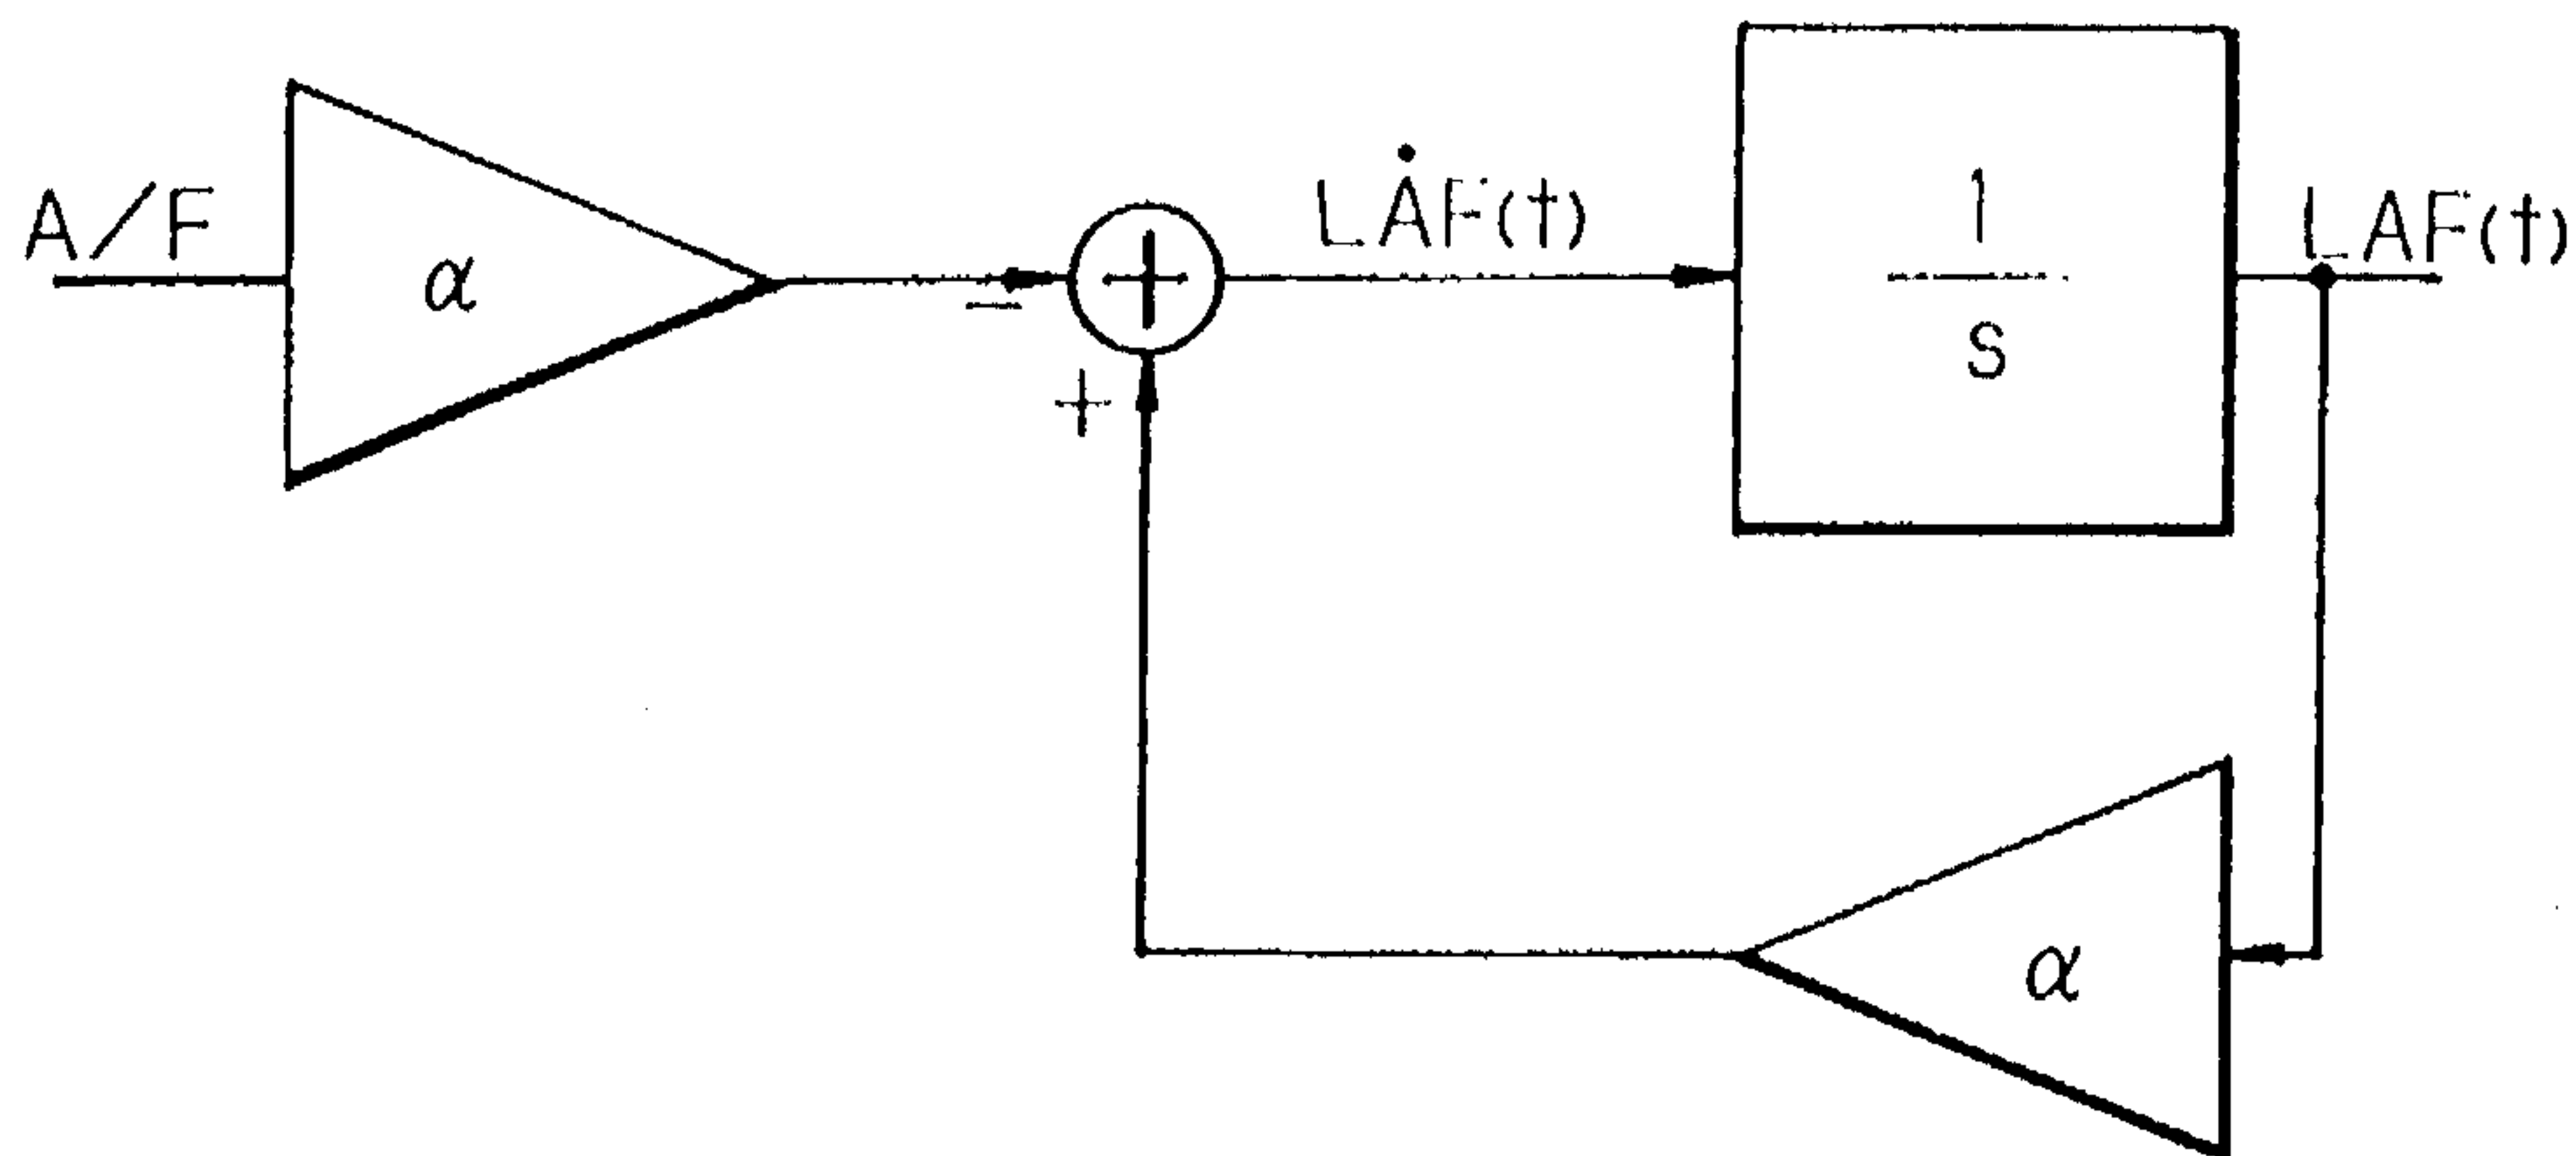 A/F
α
−
+
+
LȦF(t)
1
s
LAF(t)
α